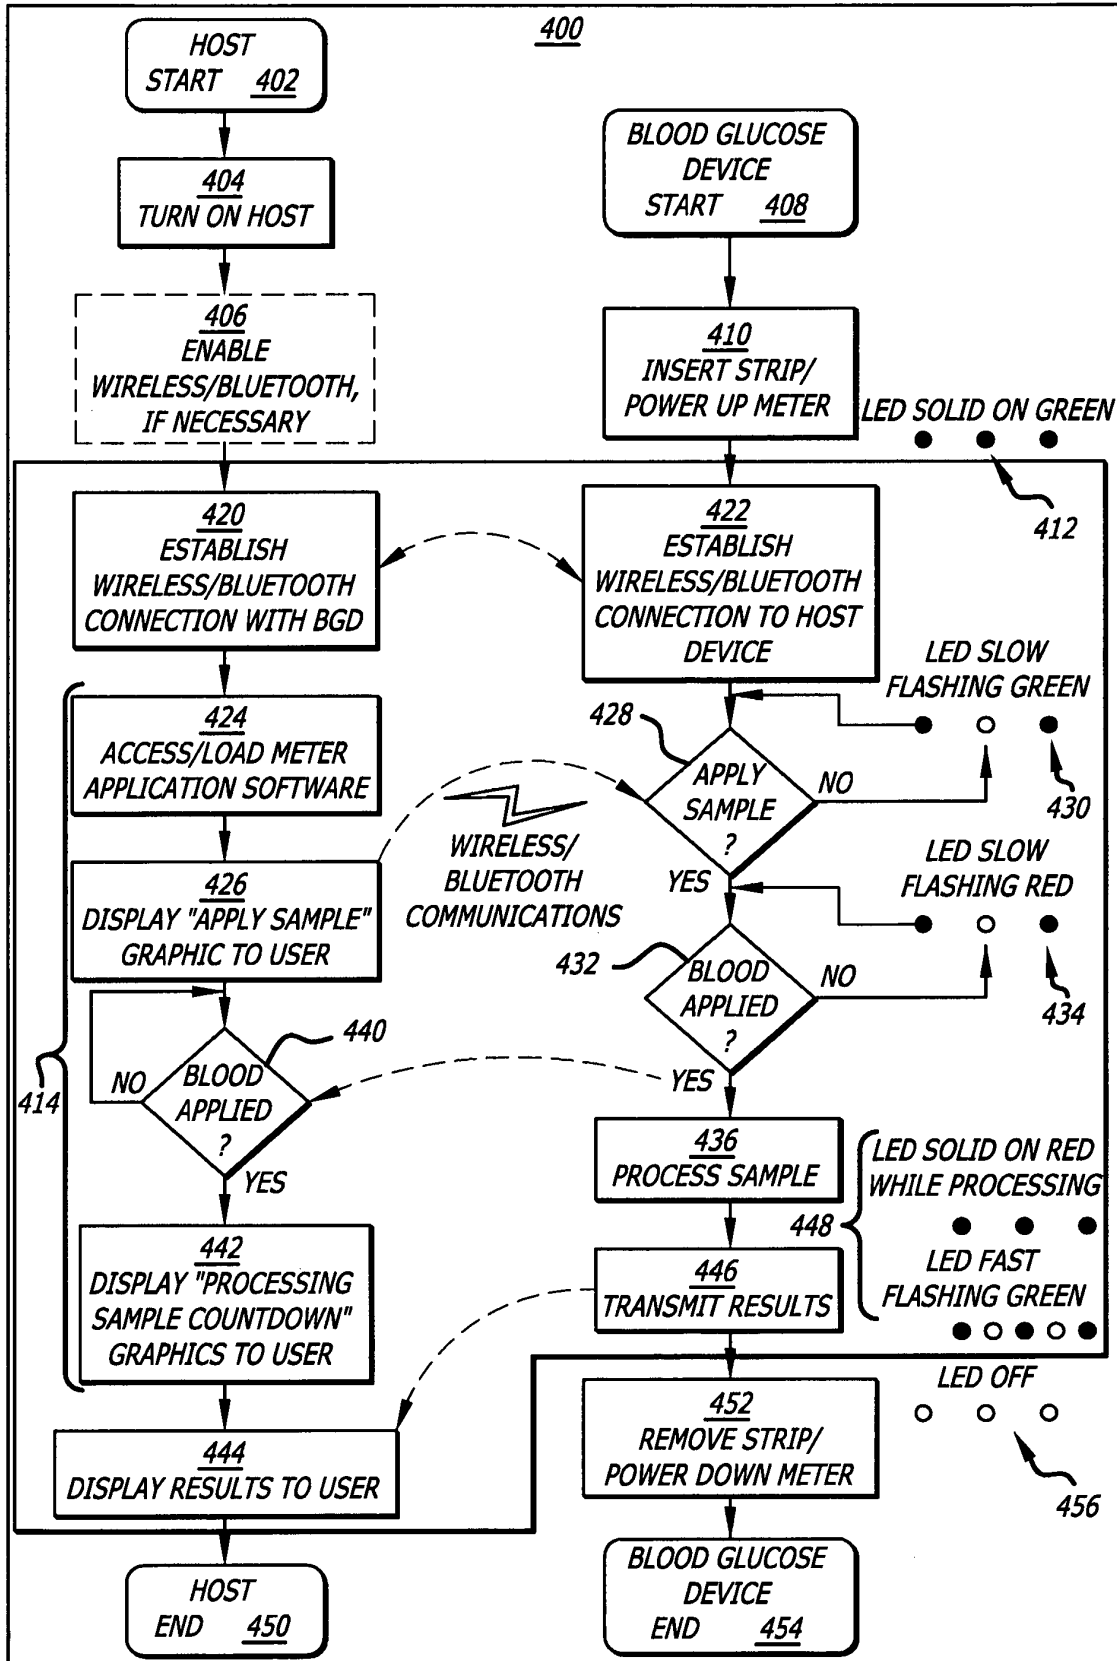 400
HOST
START 402
404
TURN ON HOST
406
ENABLE
WIRELESS/BLUETOOTH,
IF NECESSARY
BLOOD GLUCOSE
DEVICE
START 408
410
INSERT STRIP/
POWER UP METER
LED SOLID ON GREEN
412
420
ESTABLISH
WIRELESS/BLUETOOTH
CONNECTION WITH BGD
422
ESTABLISH
WIRELESS/BLUETOOTH
CONNECTION TO HOST
DEVICE
LED SLOW
FLASHING GREEN
430
424
ACCESS/LOAD METER
APPLICATION SOFTWARE
428
APPLY
SAMPLE
?
NO
YES
WIRELESS/
BLUETOOTH
COMMUNICATIONS
426
DISPLAY "APPLY SAMPLE"
GRAPHIC TO USER
LED SLOW
FLASHING RED
434
432
BLOOD
APPLIED
?
NO
YES
440
BLOOD
APPLIED
?
NO
YES
414
436
PROCESS SAMPLE
LED SOLID ON RED
WHILE PROCESSING
448
LED FAST
FLASHING GREEN
442
DISPLAY "PROCESSING
SAMPLE COUNTDOWN"
GRAPHICS TO USER
446
TRANSMIT RESULTS
444
DISPLAY RESULTS TO USER
452
REMOVE STRIP/
POWER DOWN METER
LED OFF
456
HOST
END 450
BLOOD GLUCOSE
DEVICE
END 454